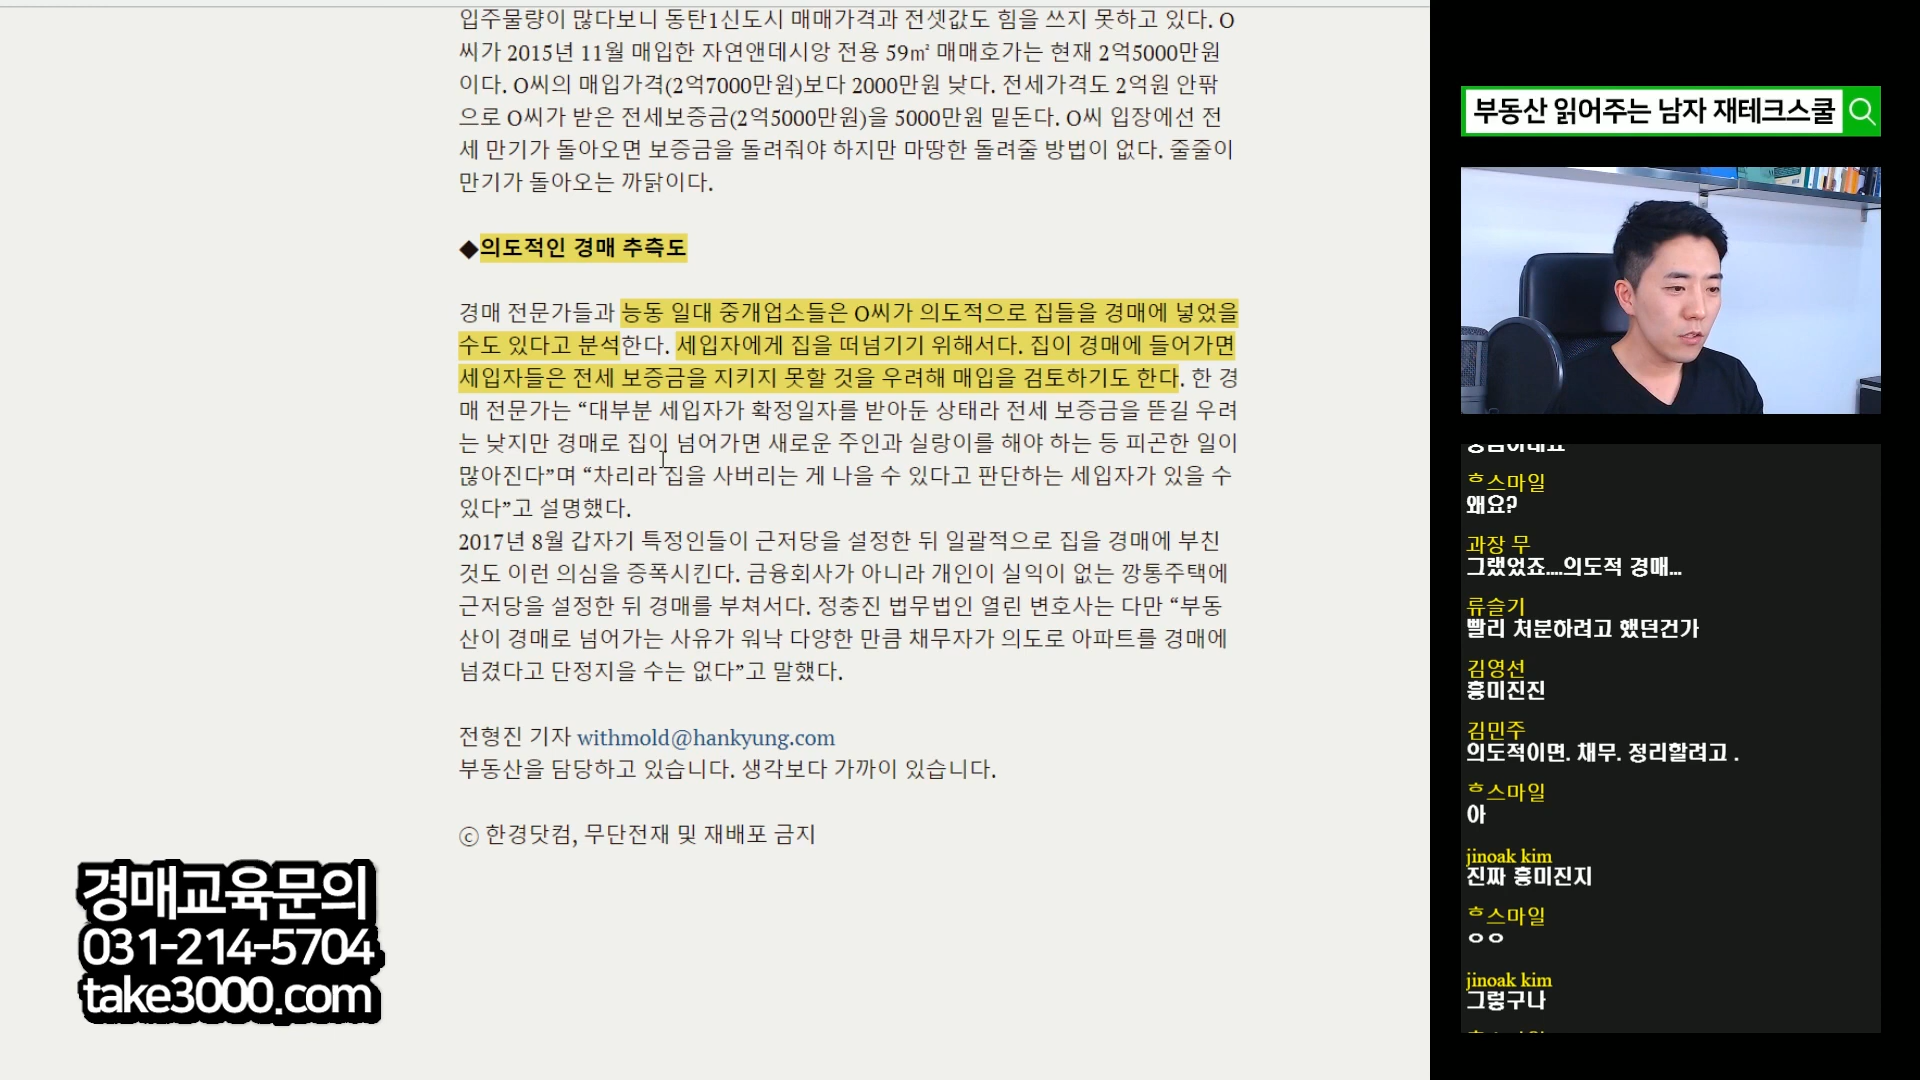 입주물량이 많다보니 동탄1신도시 매매가격과 전셋값도 힘을 쓰지 못하고 있다. O
씨가 2015년 11월 매입한 자연앤데시앙 전용 59㎡ 매매호가는 현재 2억5000만원
이다. O씨의 매입가격(2억7000만원)보다 2000만원 낮다. 전세가격도 2억원 안팎
으로 O씨가 받은 전세보증금(2억5000만원)을 5000만원 밑돈다. O씨 입장에선 전
세 만기가 돌아오면 보증금을 돌려줘야 하지만 마땅한 돌려줄 방법이 없다. 줄줄이
만기가 돌아오는 까닭이다.
◆의도적인 경매 추측도
경매 전문가들과 능동 일대 중개업소들은 O씨가 의도적으로 집들을 경매에 넣었을
수도 있다고 분석한다. 세입자에게 집을 떠넘기기 위해서다. 집이 경매에 들어가면
세입자들은 전세 보증금을 지키지 못할 것을 우려해 매입을 검토하기도 한다. 한 경
매 전문가는 “대부분 세입자가 확정일자를 받아둔 상태라 전세 보증금을 뜯길 우려
는 낮지만 경매로 집이 넘어가면 새로운 주인과 실랑이를 해야 하는 등 피곤한 일이
많아진다”며 “차리라 집을 사버리는 게 나을 수 있다고 판단하는 세입자가 있을 수
있다”고 설명했다.
2017년 8월 갑자기 특정인들이 근저당을 설정한 뒤 일괄적으로 집을 경매에 부친
것도 이런 의심을 증폭시킨다. 금융회사가 아니라 개인이 실익이 없는 깡통주택에
근저당을 설정한 뒤 경매를 부쳐서다. 정충진 법무법인 열린 변호사는 다만 “부동
산이 경매로 넘어가는 사유가 워낙 다양한 만큼 채무자가 의도로 아파트를 경매에
넘겼다고 단정지을 수는 없다”고 말했다.
전형진 기자 withmold@hankyung.com
부동산을 담당하고 있습니다. 생각보다 가까이 있습니다.
ⓒ 한경닷컴, 무단전재 및 재배포 금지
경매교육문의
031-214-5704
take3000.com
부동산 읽어주는 남자 재테크스쿨
ᄒ스마일
왜요?
과장 무
그랬었죠....의도적 경매...
류슬기
빨리 처분하려고 했던건가
김영선
흥미진진
김민주
의도적이면. 채무. 정리할려고 .
ᄒ스마일
아
jinoak kim
진짜 흥미진지
ᄒ스마일
ㅇㅇ
jinoak kim
그렇구나